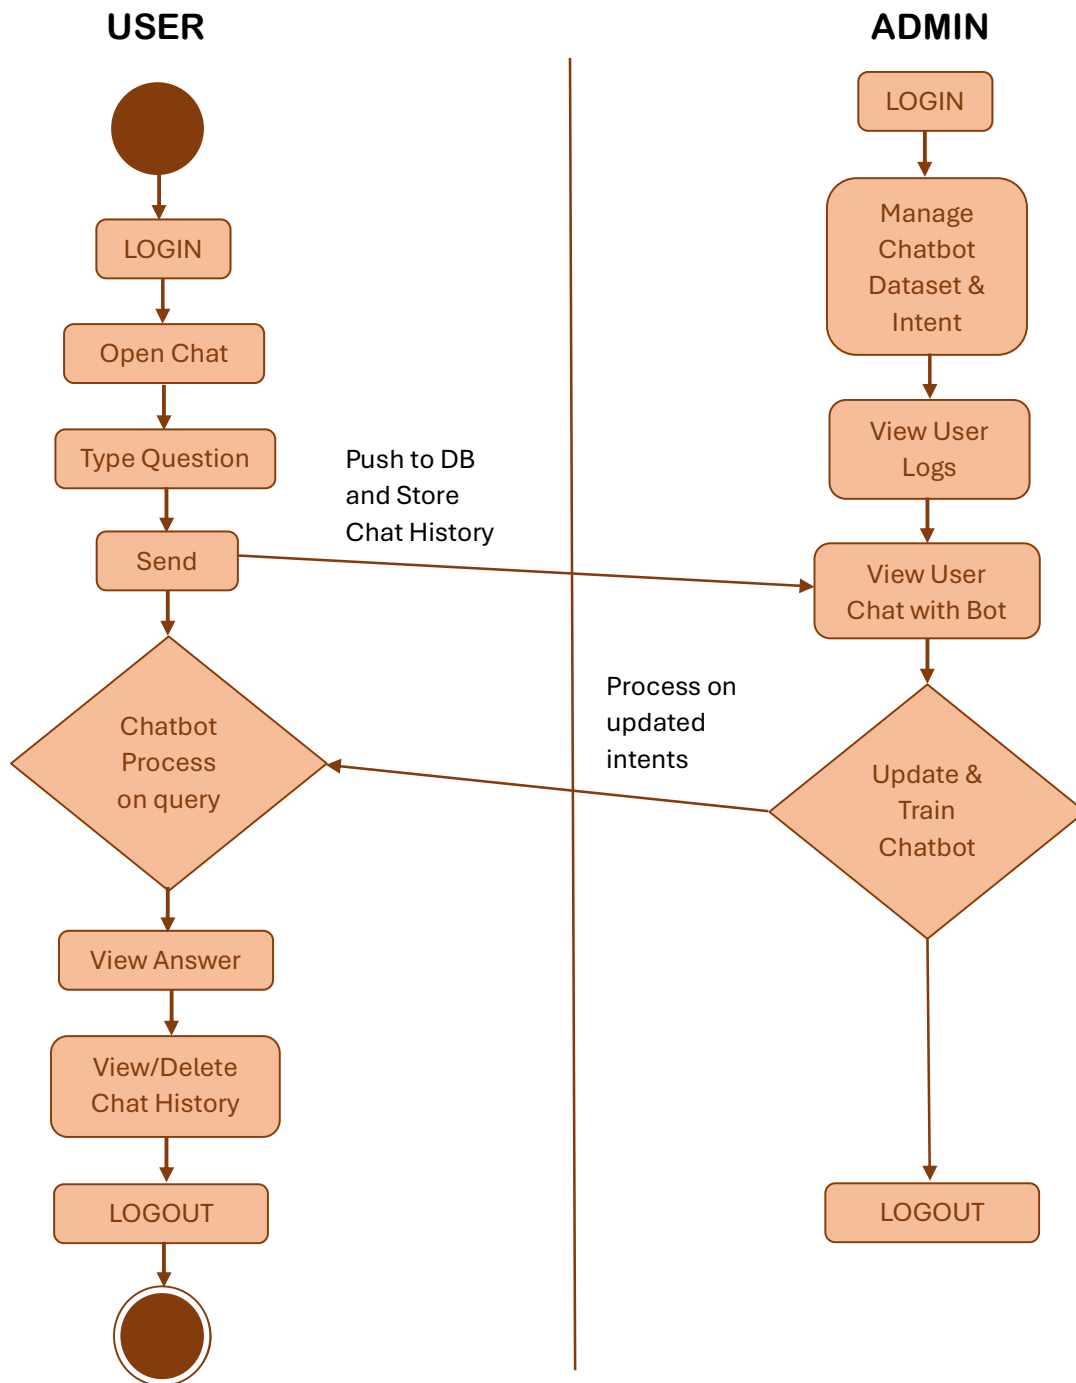 USER
LOGIN
Open Chat
Type Question
Send
Push to DB
and Store
Chat History
Chatbot
Process
on query
View Answer
View/Delete
Chat History
LOGOUT
ADMIN
LOGIN
Manage
Chatbot
Dataset &
Intent
View User
Logs
View User
Chat with Bot
Process on
updated
intents
Update &
Train
Chatbot
LOGOUT